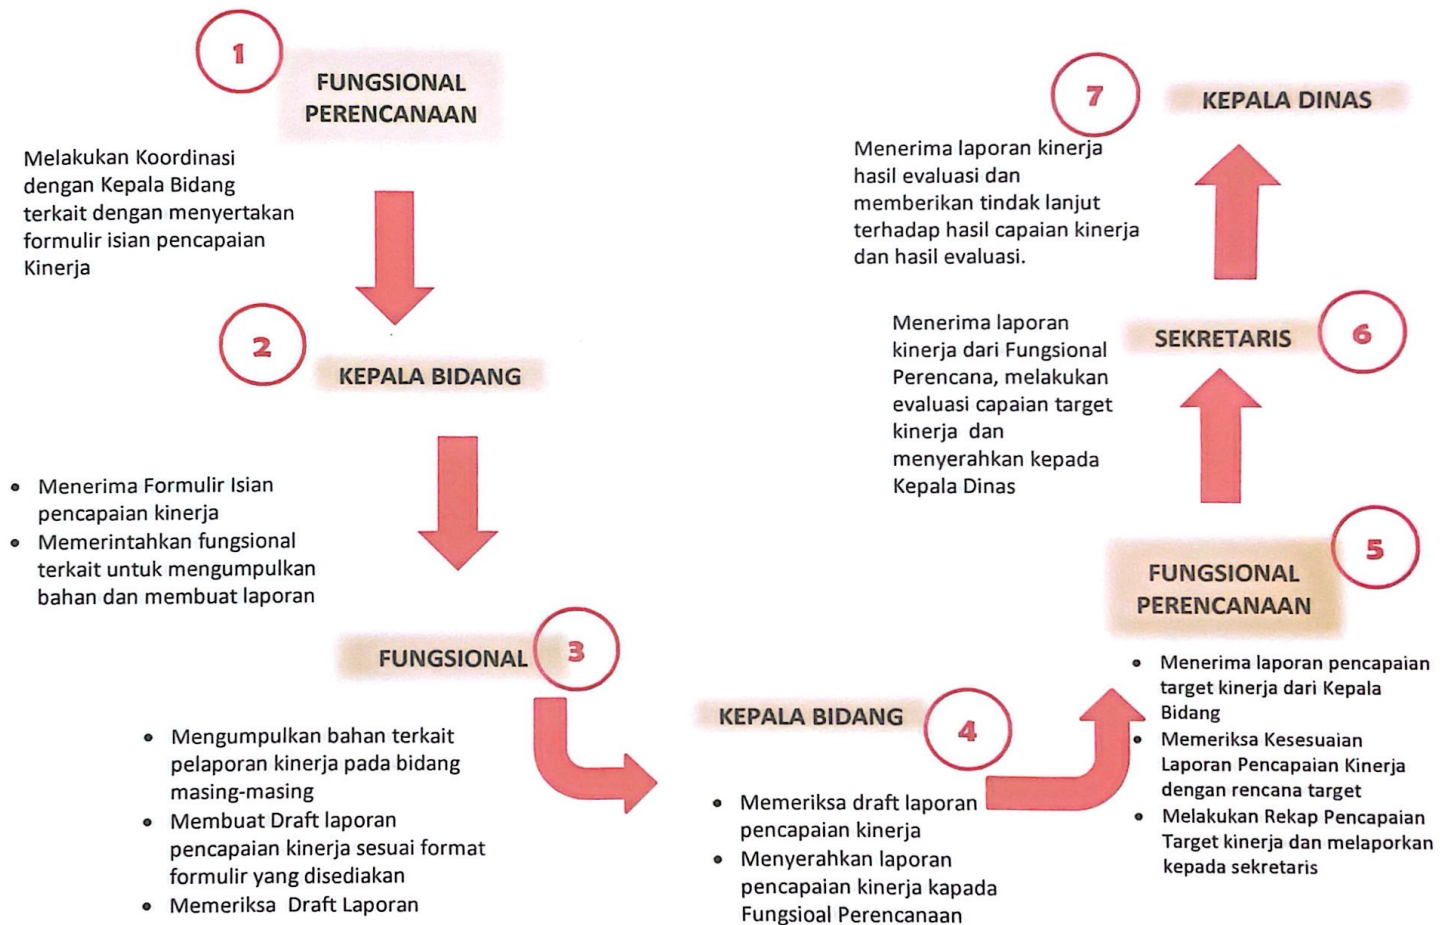 1
FUNGSIONAL
PERENCANAAN
Melakukan Koordinasi
dengan Kepala Bidang
terkait dengan menyertakan
formulir isian pencapaian
Kinerja
2
KEPALA BIDANG
• Menerima Formulir Isian
pencapaian kinerja
• Memerintahkan fungsional
terkait untuk mengumpulkan
bahan dan membuat laporan
FUNGSIONAL
3
• Mengumpulkan bahan terkait
pelaporan kinerja pada bidang
masing-masing
• Membuat Draft laporan
pencapaian kinerja sesuai format
formulir yang disediakan
• Memeriksa Draft Laporan
KEPALA BIDANG
4
• Memeriksa draft laporan
pencapaian kinerja
• Menyerahkan laporan
pencapaian kinerja kapada
Fungsioal Perencanaan
5
FUNGSIONAL
PERENCANAAN
• Menerima laporan pencapaian
target kinerja dari Kepala
Bidang
• Memeriksa Kesesuaian
Laporan Pencapaian Kinerja
dengan rencana target
• Melakukan Rekap Pencapaian
Target kinerja dan melaporkan
kepada sekretaris
SEKRETARIS
6
Menerima laporan
kinerja dari Fungsional
Perencana, melakukan
evaluasi capaian target
kinerja dan
menyerahkan kepada
Kepala Dinas
7
KEPALA DINAS
Menerima laporan kinerja
hasil evaluasi dan
memberikan tindak lanjut
terhadap hasil capaian kinerja
dan hasil evaluasi.